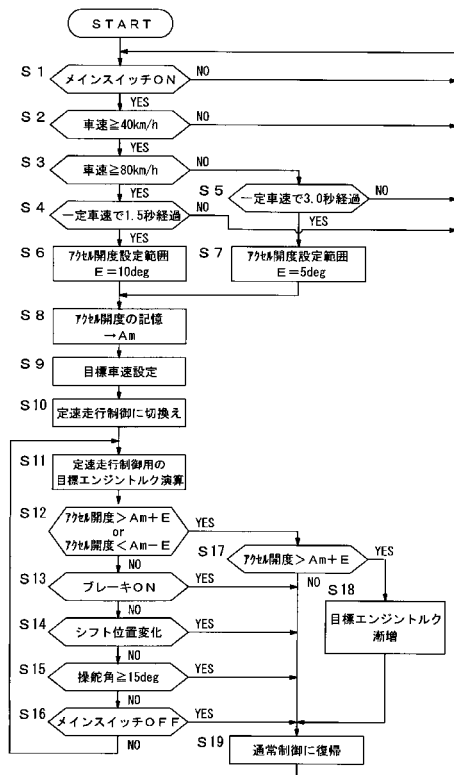 START
S1
メインスイッチON
NO
YES
S2
車速≧40km/h
NO
YES
S3
車速≧80km/h
NO
YES
S4
一定車速で1.5秒経過
NO
YES
S5
一定車速で3.0秒経過
NO
YES
S6
アクセル開度設定範囲
E=10deg
S7
アクセル開度設定範囲
E=5deg
S8
アクセル開度の記憶
→Am
S9
目標車速設定
S10
定速走行制御に切換え
S11
定速走行制御用の
目標エンジントルク演算
S12
アクセル開度>Am+E
or
アクセル開度<Am-E
YES
NO
S17
アクセル開度>Am+E
YES
NO
S13
ブレーキON
YES
NO
S18
目標エンジントルク
漸増
S14
シフト位置変化
YES
NO
S15
操舵角≧15deg
YES
NO
S16
メインスイッチOFF
YES
NO
S19
通常制御に復帰